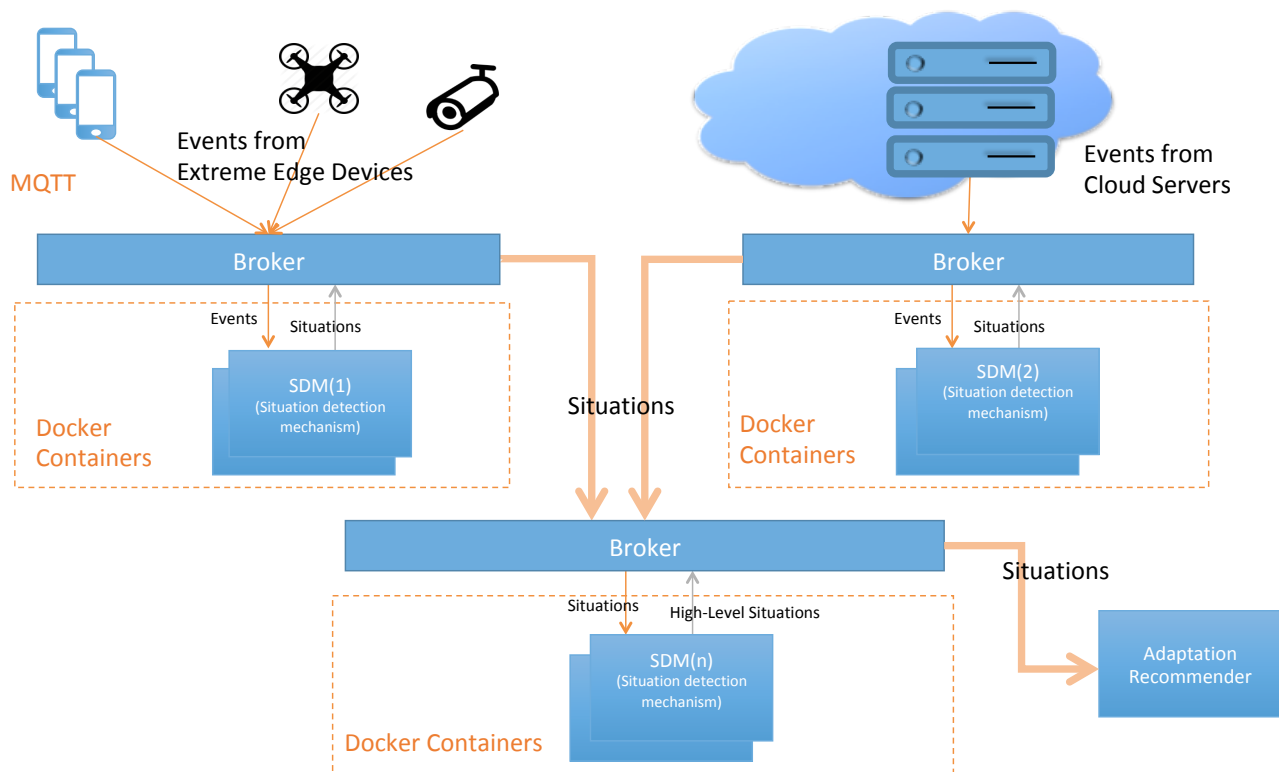 Events from
Extreme Edge Devices
MQTT
Events from
Cloud Servers
Broker
Broker
Events
Situations
Events
Situations
SDM(1)
(Situation detection
mechanism)
SDM(2)
(Situation detection
mechanism)
Situations
Docker
Containers
Docker
Containers
Broker
Situations
Situations
High-Level Situations
SDM(n)
(Situation detection
mechanism)
Adaptation
Recommender
Docker Containers